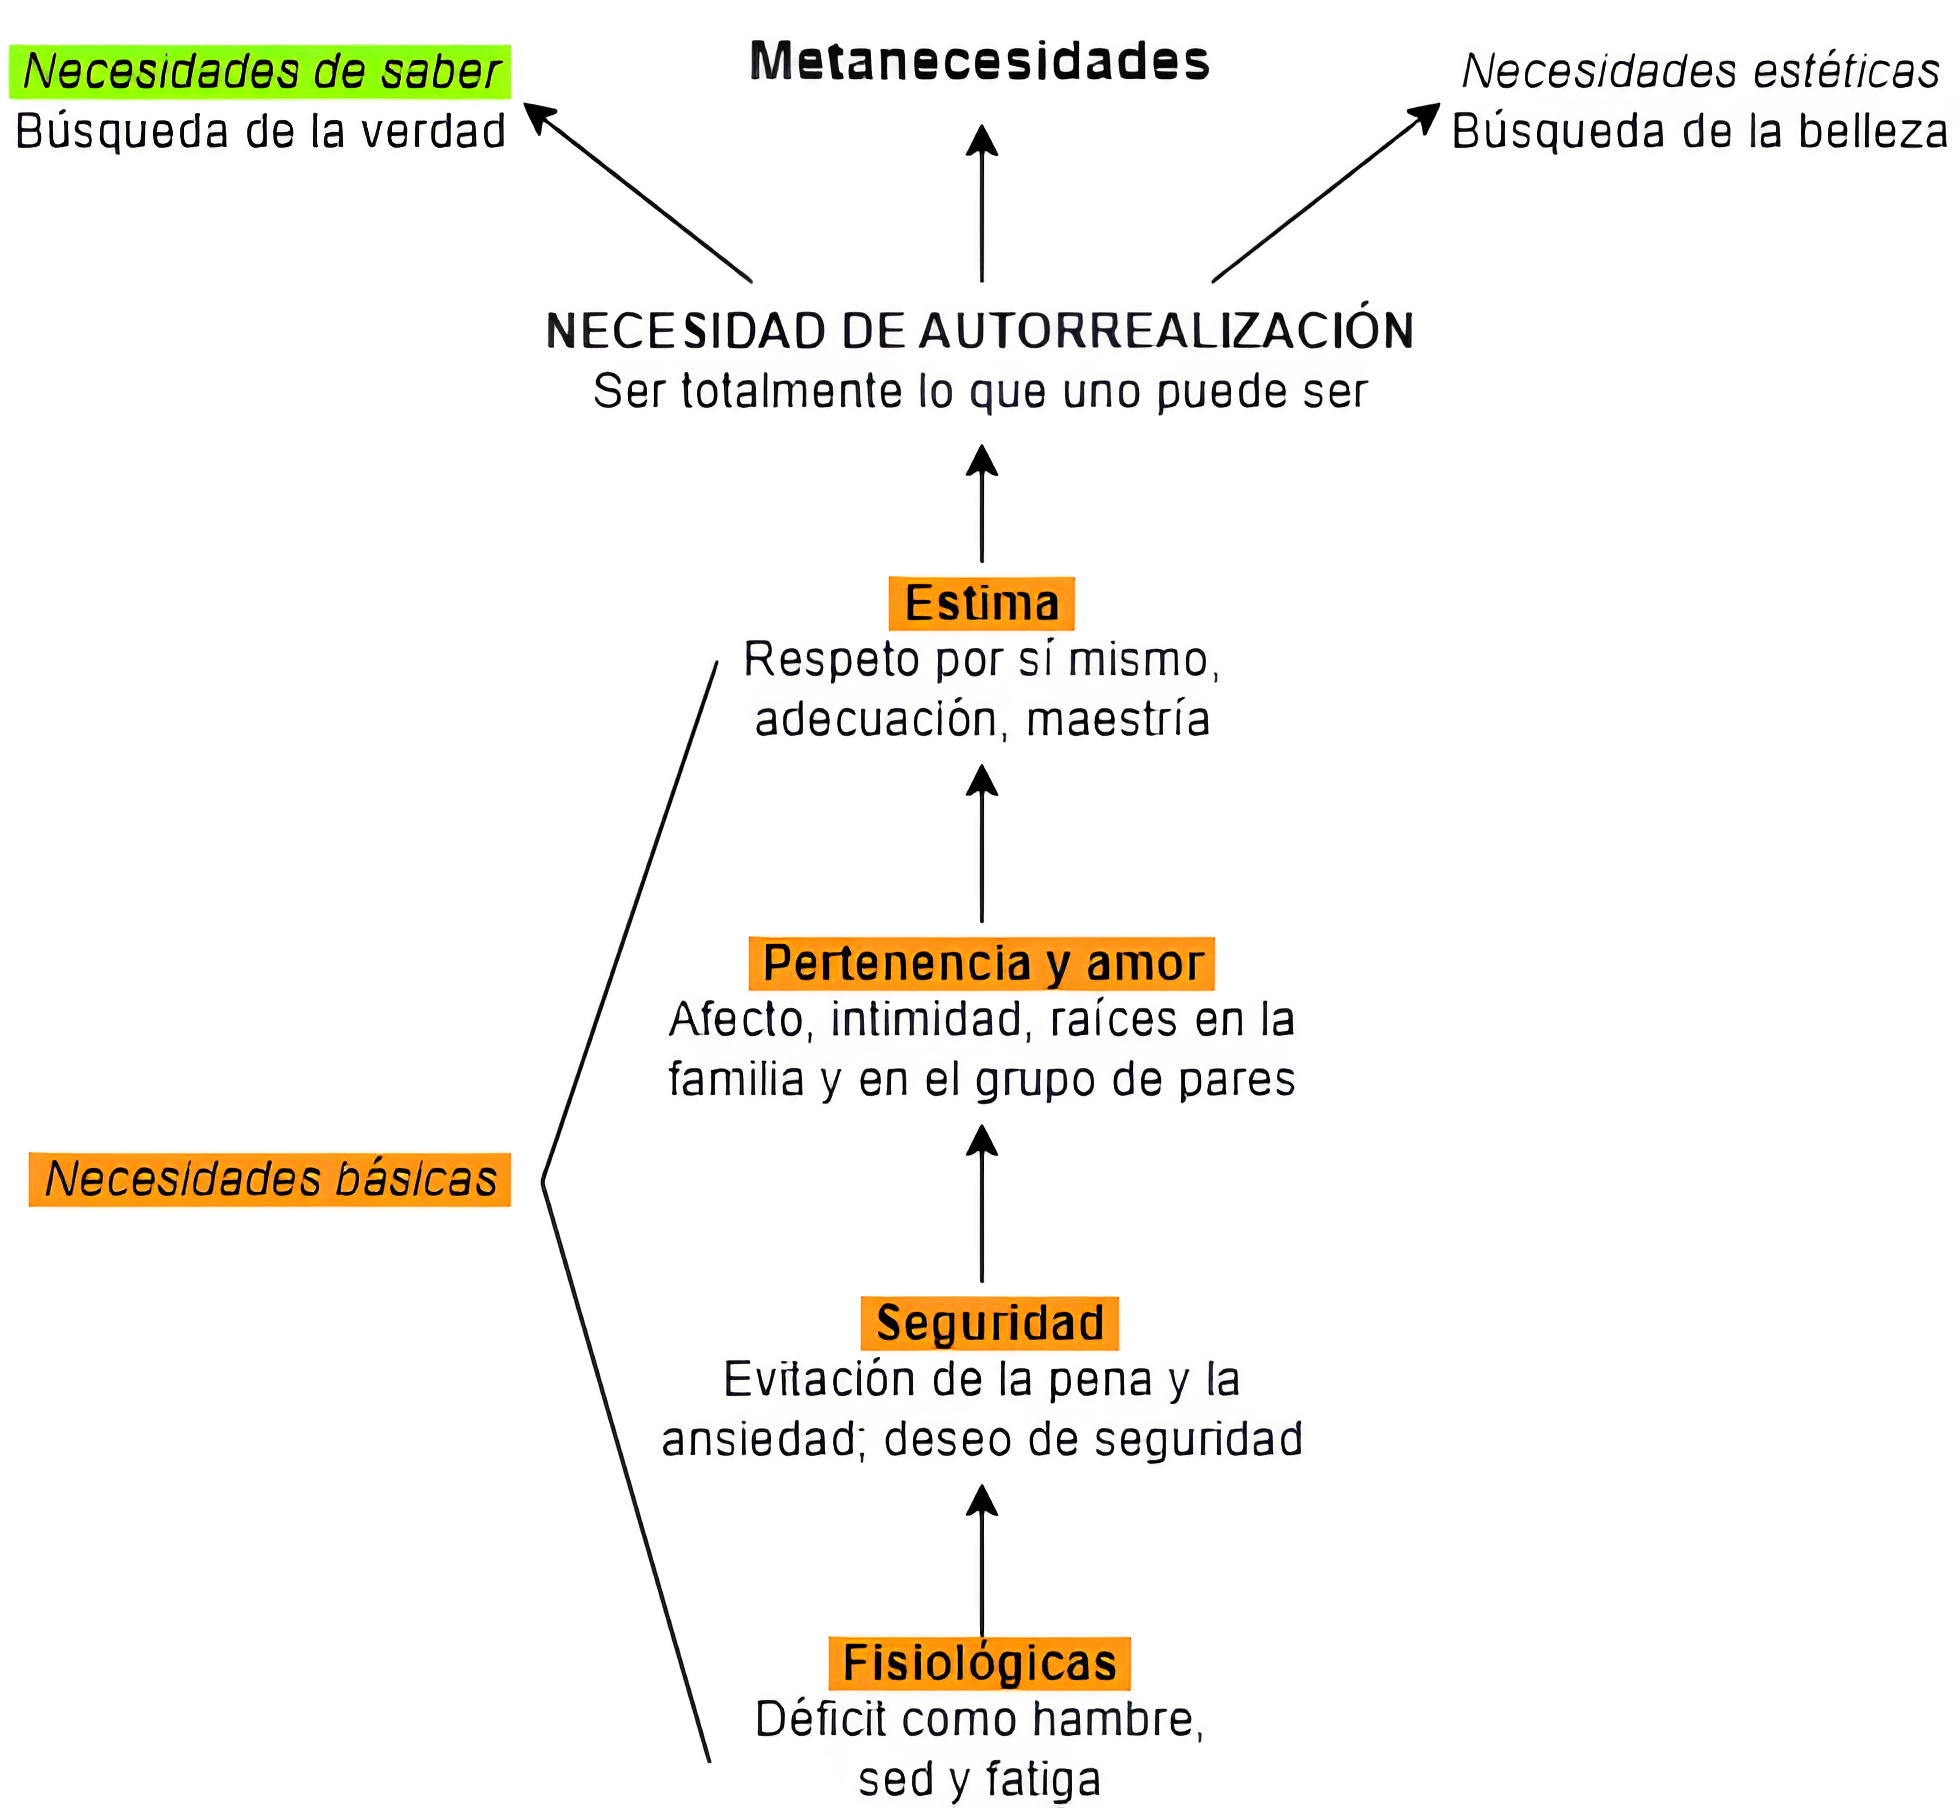 Necesidades de saber
Búsqueda de la verdad
Metanecesidades
Necesidades estéticas
Búsqueda de la belleza
NECESIDAD DE AUTORREALIZACIÓN
Ser totalmente lo que uno puede ser
Estima
Respeto por sí mismo,
adecuación, maestría
Pertenencia y amor
Afecto, intimidad, raíces en la
familia y en el grupo de pares
Necesidades básicas
Seguridad
Evitación de la pena y la
ansiedad; deseo de seguridad
Fisiológicas
Déficit como hambre,
sed y fatiga